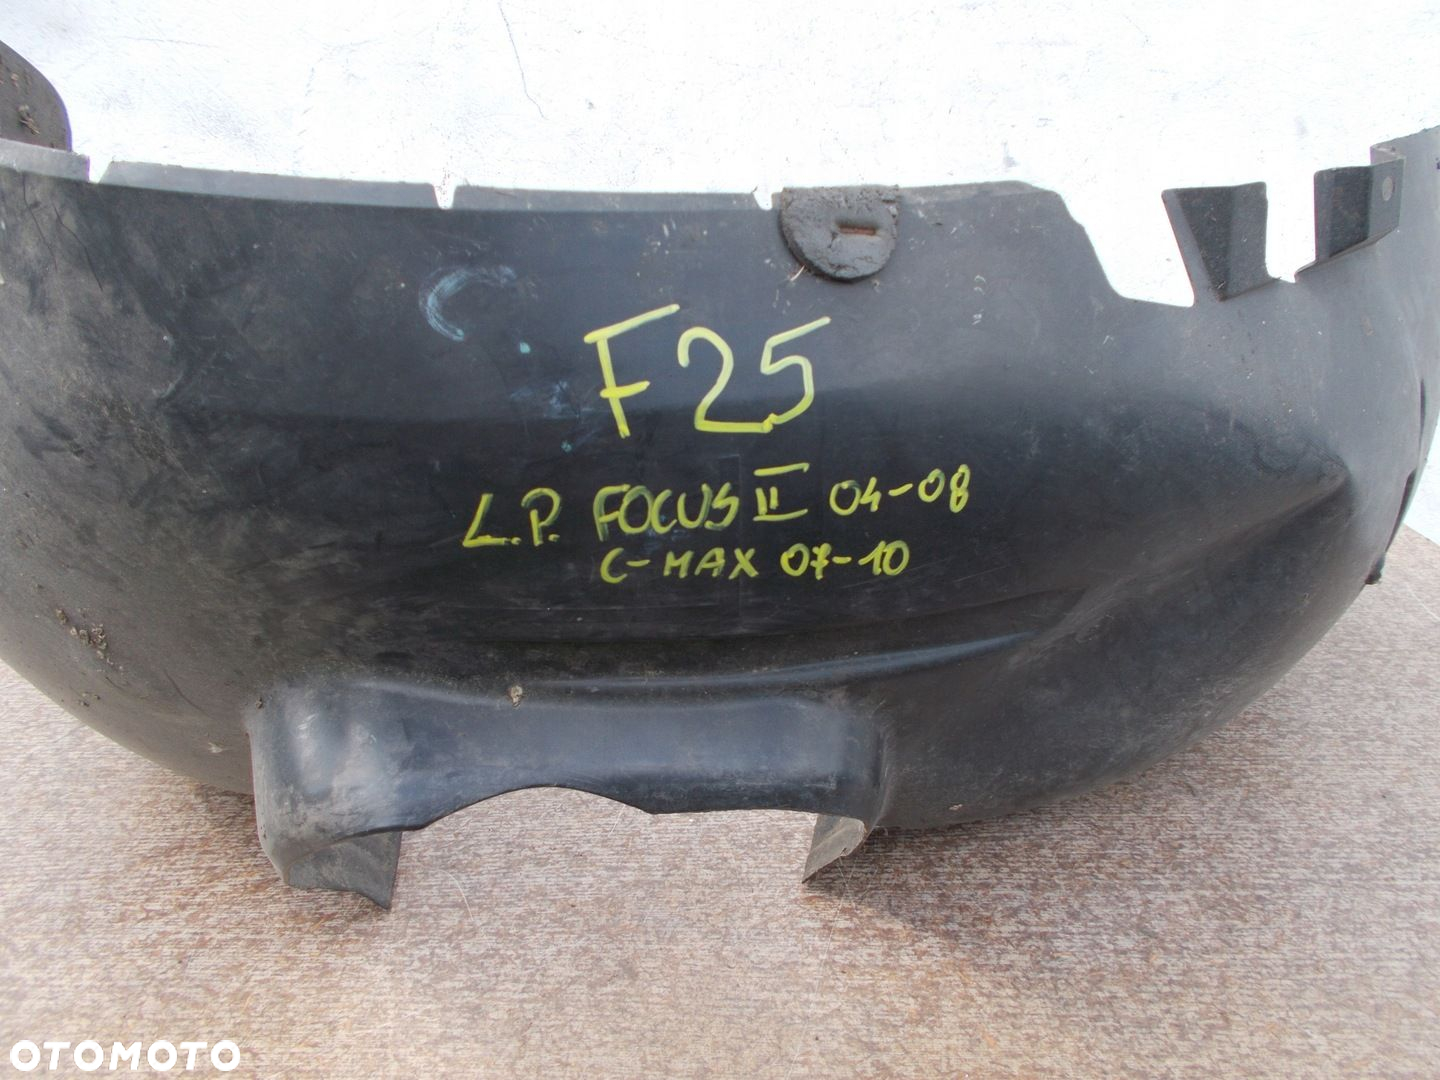 F25
L.P. FOCUS II 04-08
C-MAX 07-10
OTOMOTO